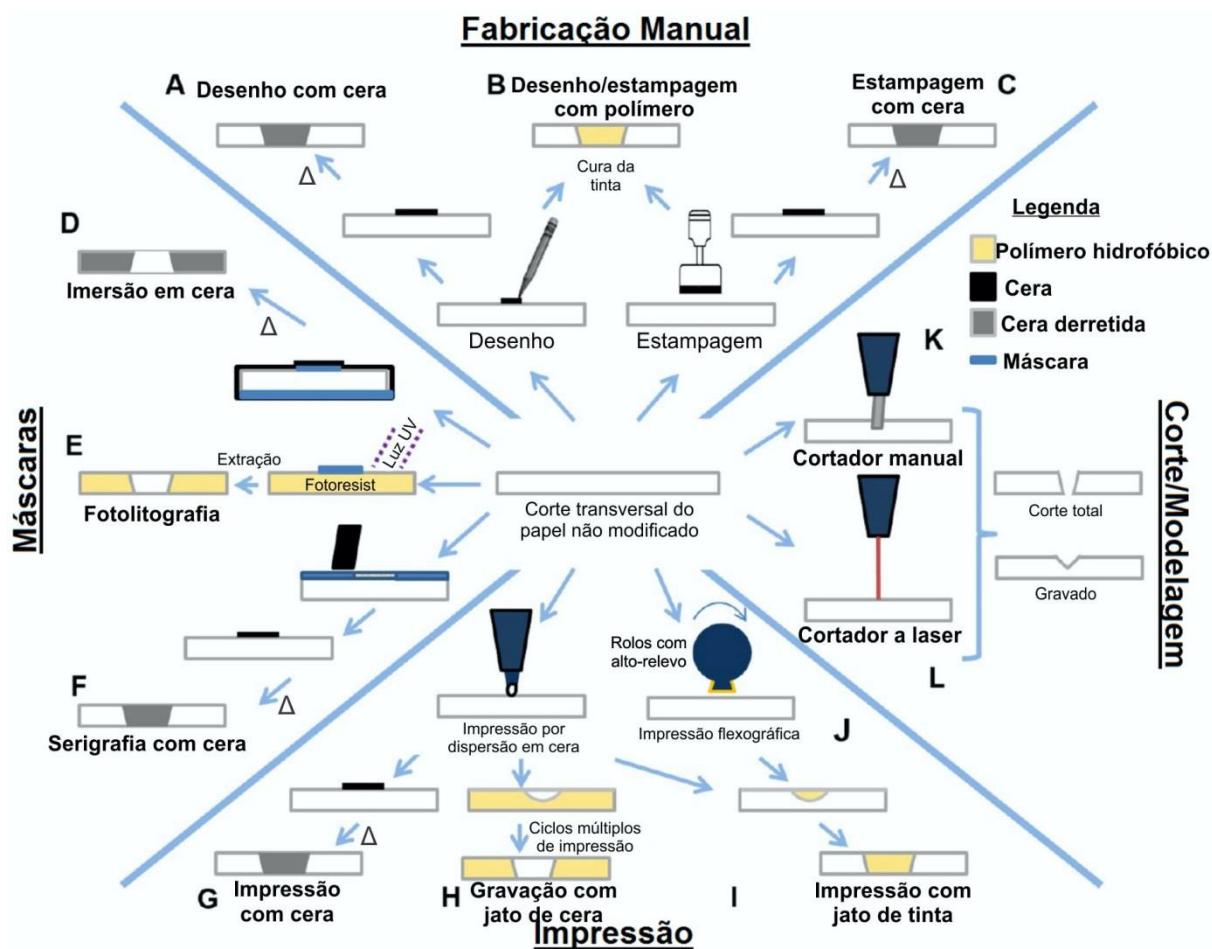 Fabricação Manual
A
Desenho com cera
B
Desenho/estampagem
com polímero
Estampagem
com cera
C
Δ
Cura da
tinta
Δ
Legenda
Polímero hidrofóbico
Cera
Cera derretida
Máscara
D
Imersão em cera
Δ
Desenho
Estampagem
K
Cortador manual
Máscaras
E
Extração
Luz UV
Fotoresist
Fotolitografia
Corte transversal do
papel não modificado
Corte total
Gravado
Corte/Modelagem
Cortador a laser
L
F
Δ
Serigrafia com cera
Impressão por
dispersão em cera
Rolos com
alto-relevo
Impressão flexográfica
J
Δ
G
Impressão
com cera
Ciclos múltiplos
de impressão
H
Gravação com
jato de cera
I
Impressão com
jato de tinta
Impressão